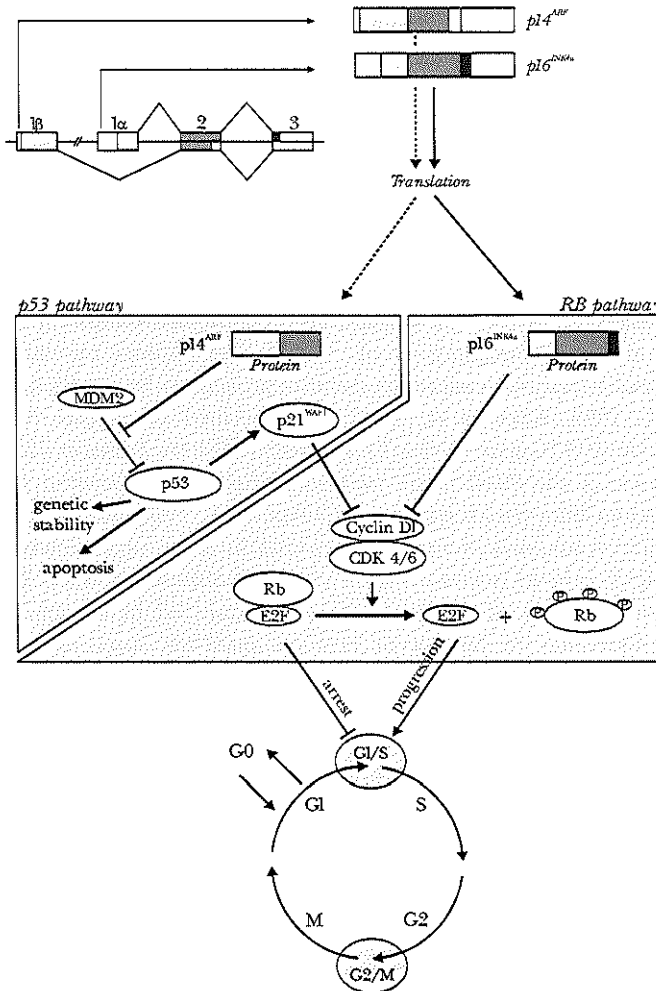 p14ᴬᴿᶠ
p16ᴵᴺᴷ⁴ᵃ
1β 1α 2 3
Translation
p53 pathway
RB pathway
p14ᴬᴿᶠ
Protein
p16ᴵᴺᴷ⁴ᵃ
Protein
MDM2
p21ᵂᴬᶠ¹
p53
genetic
stability
apoptosis
Cyclin D1
CDK 4/6
Rb
E2F
E2F
+
Rb
P P P P
arrest
progression
G0
G1/S
G1
S
M
G2
G2/M